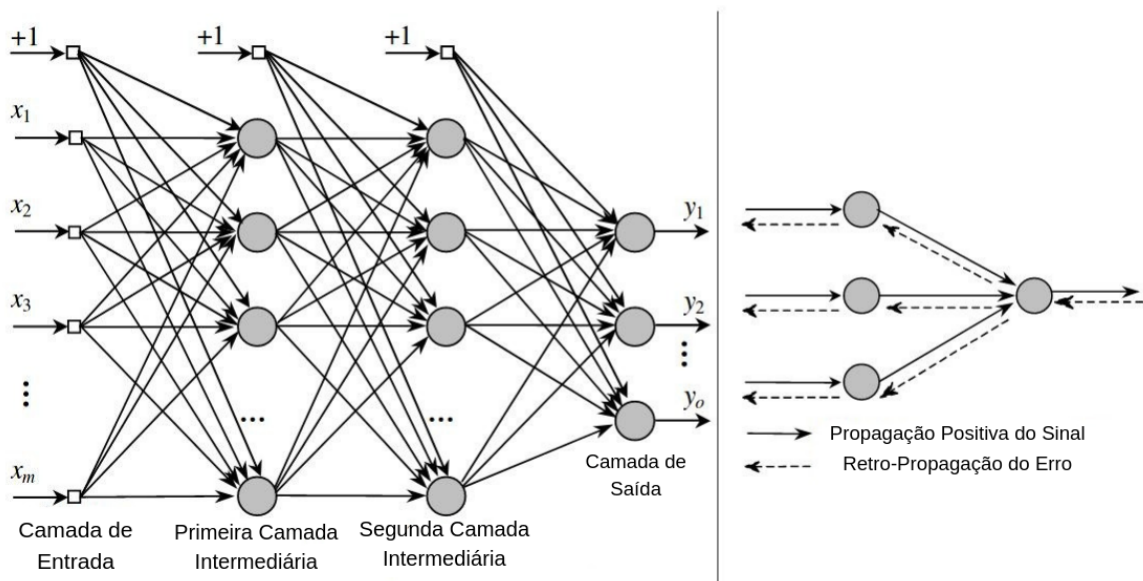 +1
+1
+1
x1
x2
x3
⋮
xm
...
...
y1
y2
⋮
yo
Camada de
Entrada
Primeira Camada
Intermediária
Segunda Camada
Intermediária
Camada de
Saída
Propagação Positiva do Sinal
Retro-Propagação do Erro